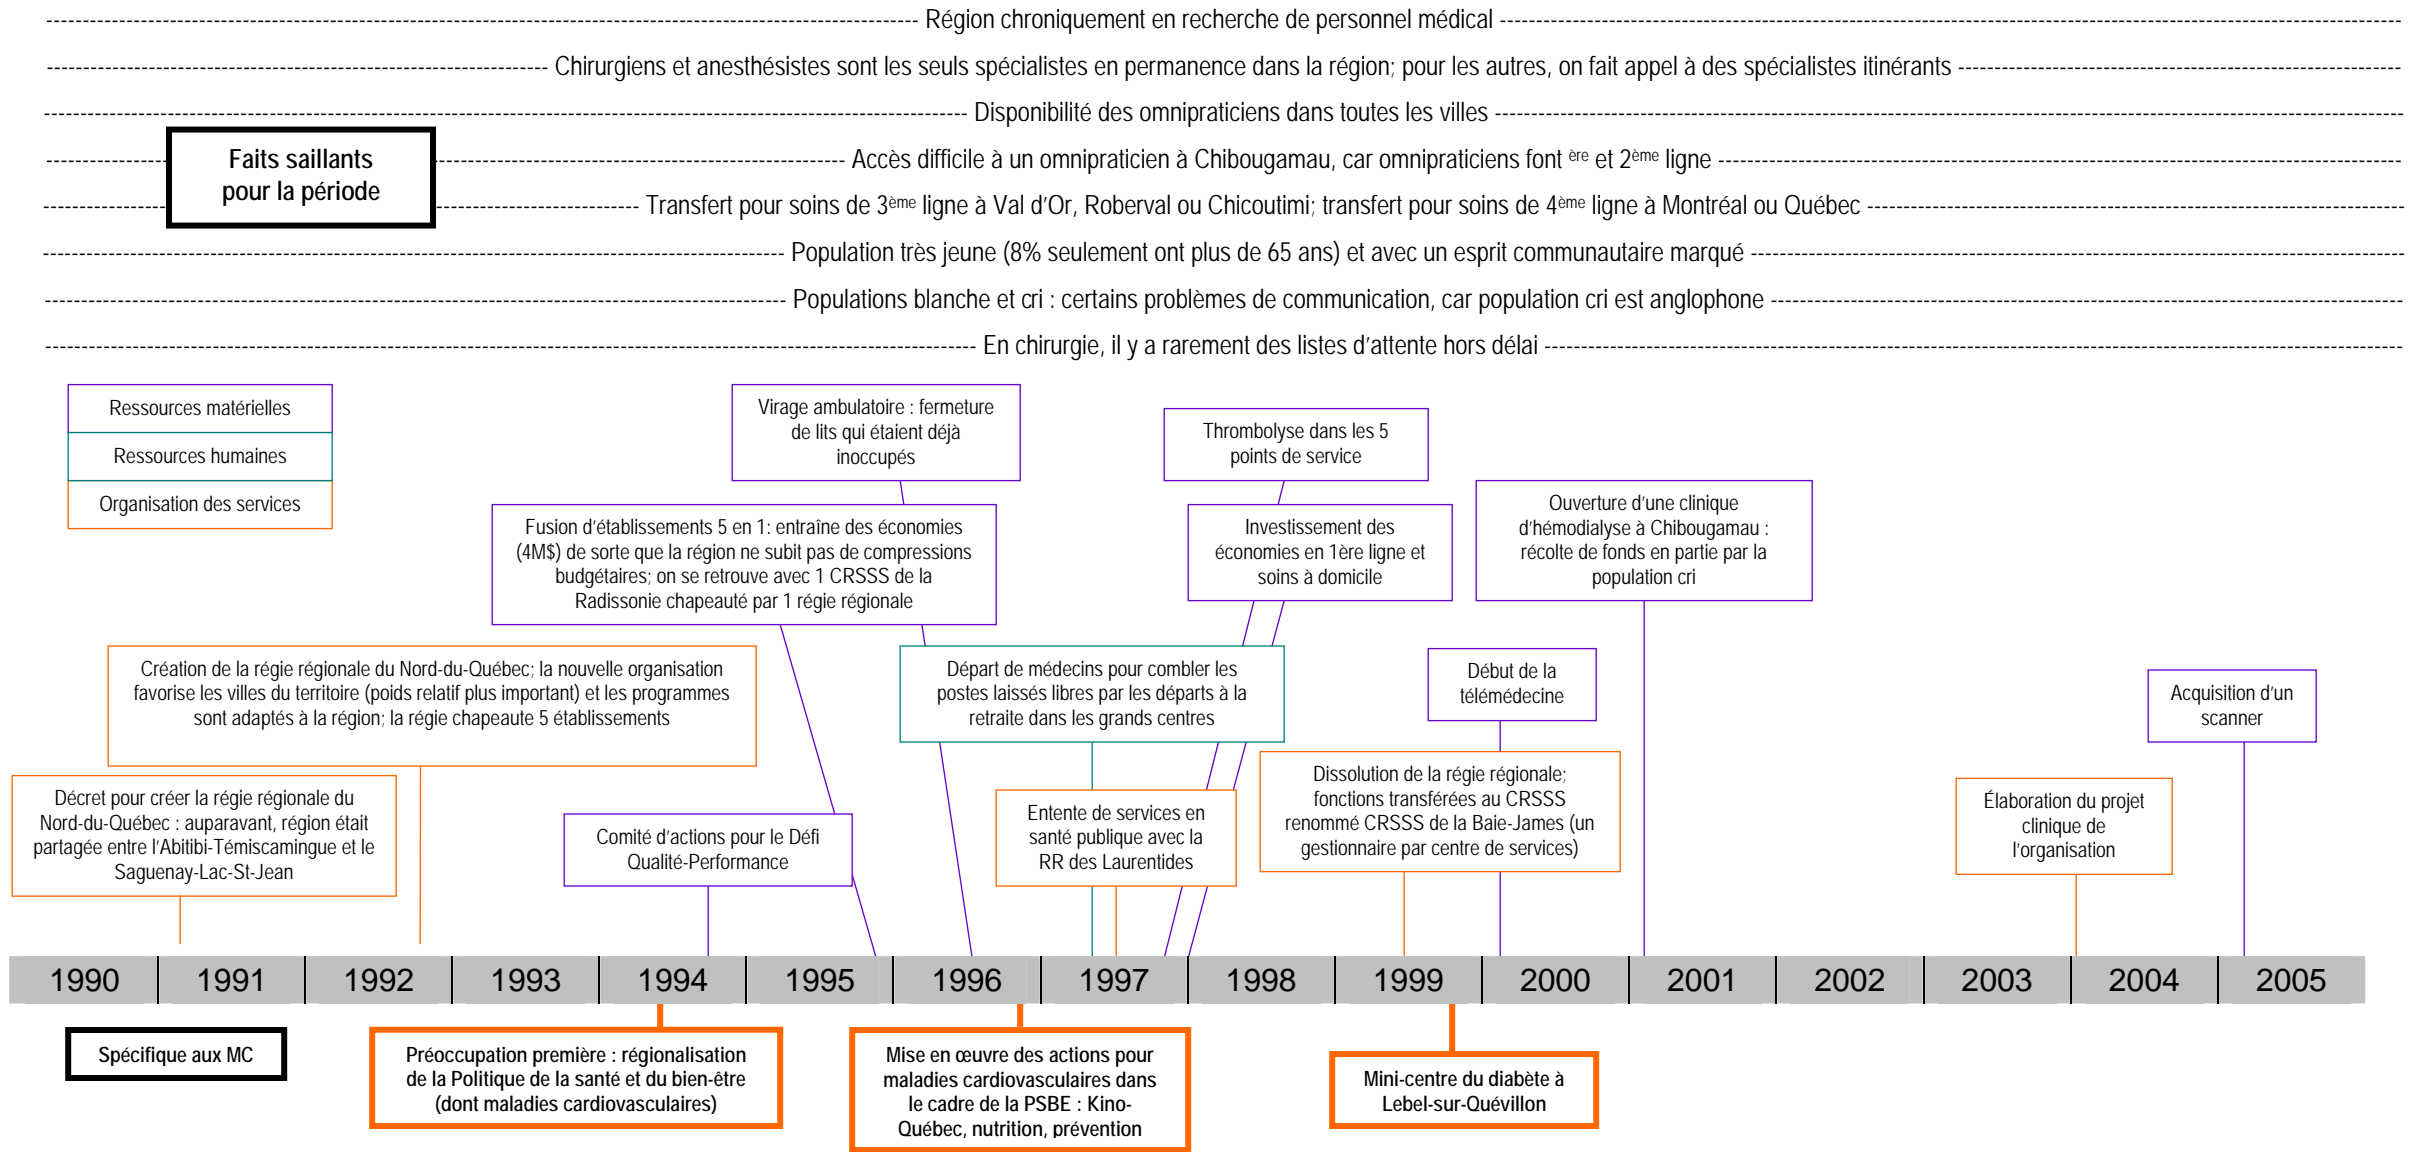 Région chroniquement en recherche de personnel médical
Chirurgiens et anesthésistes sont les seuls spécialistes en permanence dans la région; pour les autres, on fait appel à des spécialistes itinérants
Disponibilité des omnipraticiens dans toutes les villes
Faits saillants
pour la période
Accès difficile à un omnipraticien à Chibougamau, car omnipraticiens font ère et 2ème ligne
Transfert pour soins de 3ème ligne à Val d'Or, Roberval ou Chicoutimi; transfert pour soins de 4ème ligne à Montréal ou Québec
Population très jeune (8% seulement ont plus de 65 ans) et avec un esprit communautaire marqué
Populations blanche et cri : certains problèmes de communication, car population cri est anglophone
En chirurgie, il y a rarement des listes d'attente hors délai
Ressources matérielles
Ressources humaines
Organisation des services
Virage ambulatoire : fermeture
de lits qui étaient déjà
inoccupés
Thrombolyse dans les 5
points de service
Fusion d'établissements 5 en 1: entraîne des économies
(4M$) de sorte que la région ne subit pas de compressions
budgétaires; on se retrouve avec 1 CRSSS de la
Radissonie chapeauté par 1 régie régionale
Investissement des
économies en 1ère ligne et
soins à domicile
Ouverture d'une clinique
d'hémodialyse à Chibougamau :
récolte de fonds en partie par la
population cri
Création de la régie régionale du Nord-du-Québec; la nouvelle organisation
favorise les villes du territoire (poids relatif plus important) et les programmes
sont adaptés à la région; la régie chapeaute 5 établissements
Départ de médecins pour combler les
postes laissés libres par les départs à la
retraite dans les grands centres
Début de la
télémédecine
Acquisition d'un
scanner
Décret pour créer la régie régionale du
Nord-du-Québec : auparavant, région était
partagée entre l'Abitibi-Témiscamingue et le
Saguenay-Lac-St-Jean
Comité d'actions pour le Défi
Qualité-Performance
Entente de services en
santé publique avec la
RR des Laurentides
Dissolution de la régie régionale;
fonctions transférées au CRSSS
renommé CRSSS de la Baie-James (un
gestionnaire par centre de services)
Élaboration du projet
clinique de
l'organisation
1990 1991 1992 1993 1994 1995 1996 1997 1998 1999 2000 2001 2002 2003 2004 2005
Spécifique aux MC
Préoccupation première : régionalisation
de la Politique de la santé et du bien-être
(dont maladies cardiovasculaires)
Mise en œuvre des actions pour
maladies cardiovasculaires dans
le cadre de la PSBE : Kino-
Québec, nutrition, prévention
Mini-centre du diabète à
Lebel-sur-Quévillon